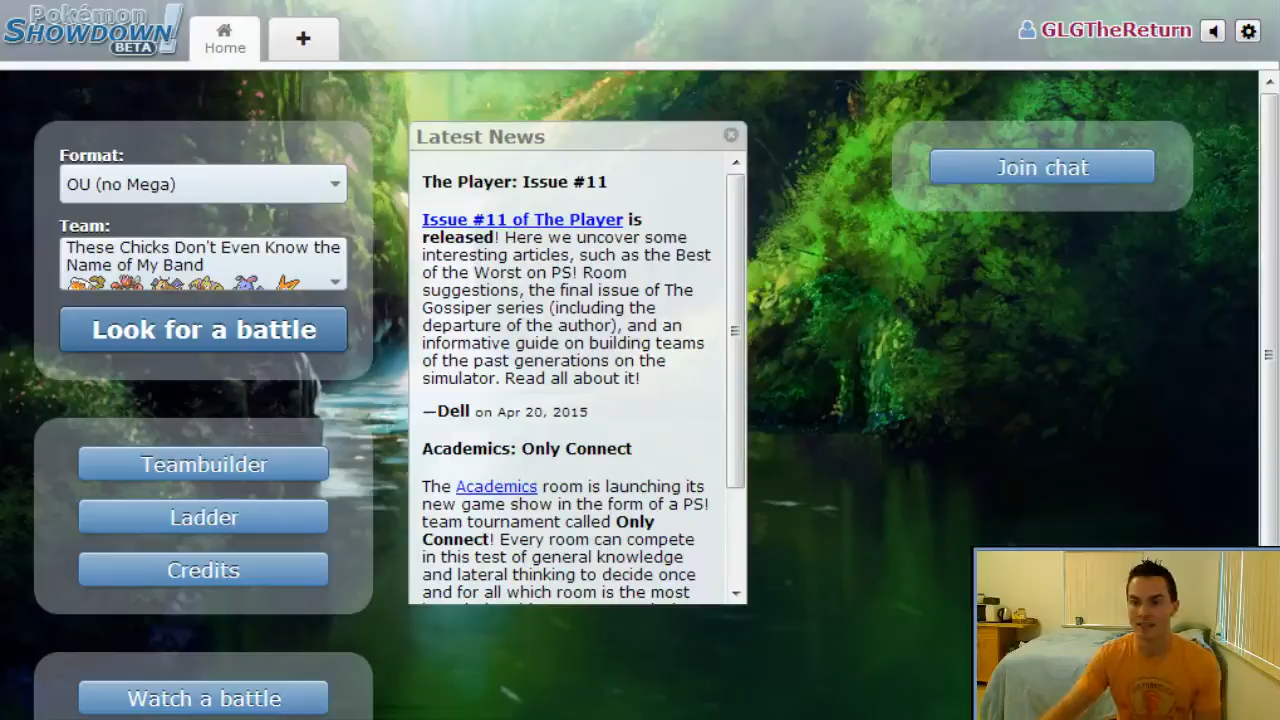 Pokémon
Showdown!
BETA
Home
+
GLGTheReturn
Format:
OU (no Mega)
Team:
These Chicks Don't Even Know the
Name of My Band
Look for a battle
Teambuilder
Ladder
Credits
Watch a battle
Latest News
The Player: Issue #11
Issue #11 of The Player is
released! Here we uncover some
interesting articles, such as the Best
of the Worst on PS! Room
suggestions, the final issue of The
Gossiper series (including the
departure of the author), and an
informative guide on building teams
of the past generations on the
simulator. Read all about it!
—Dell on Apr 20, 2015
Academics: Only Connect
The Academics room is launching its
new game show in the form of a PS!
team tournament called Only
Connect! Every room can compete
in this test of general knowledge
and lateral thinking to decide once
and for all which room is the most
Join chat